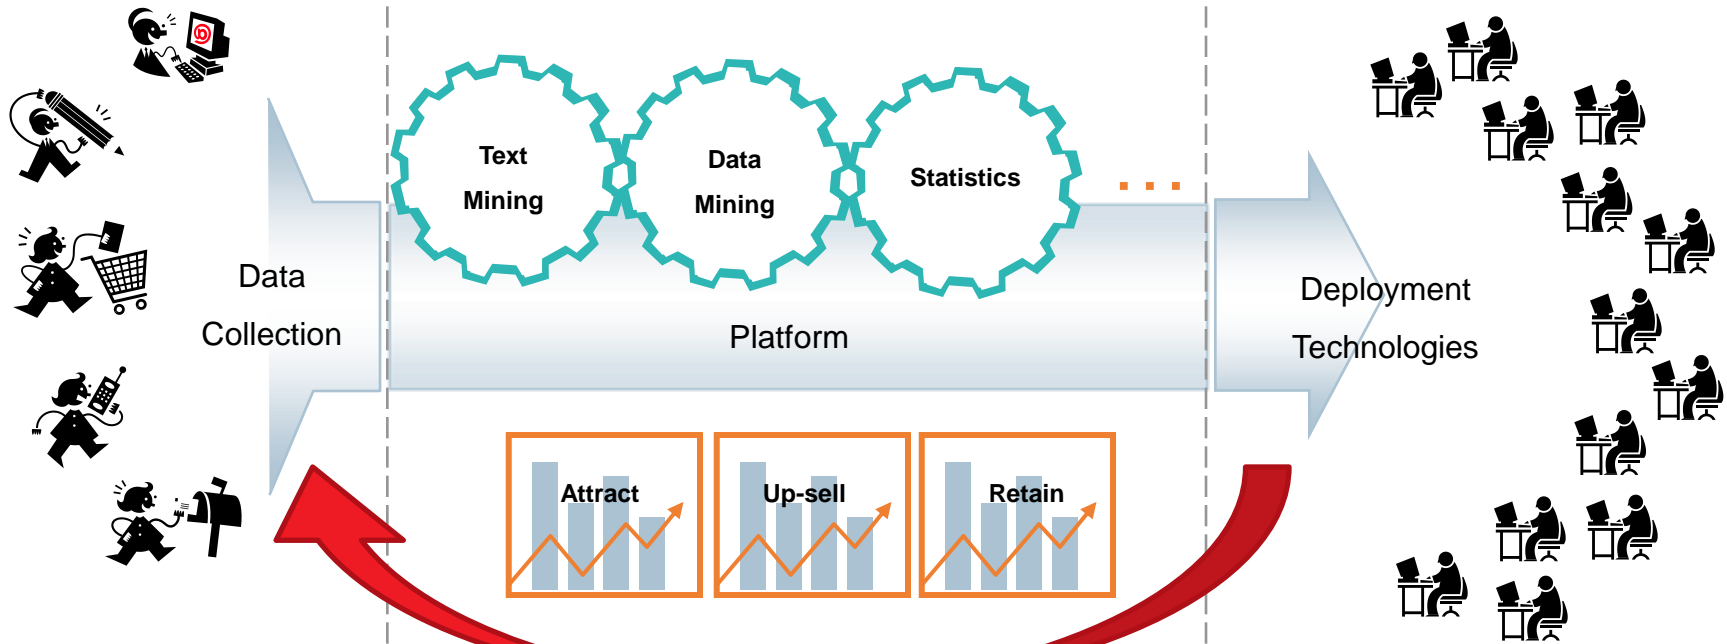 @
Text
Mining
Data
Mining
Statistics
...
Data
Collection
Platform
Deployment
Technologies
Attract
Up-sell
Retain